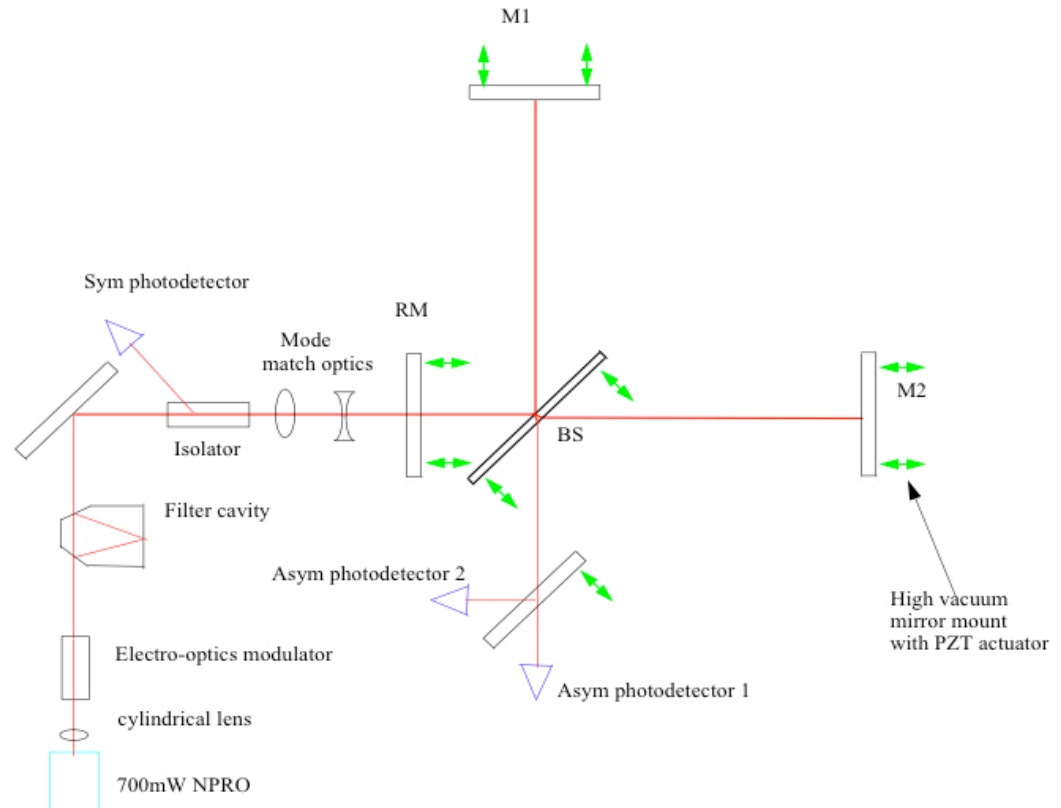 M1
Sym photodetector
RM
Mode
match optics
M2
Isolator
BS
Filter cavity
Asym photodetector 2
High vacuum
mirror mount
with PZT actuator
Electro-optics modulator
Asym photodetector 1
cylindrical lens
700mW NPRO